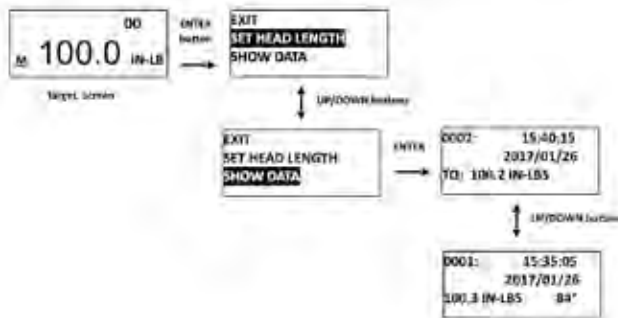 00
M 100.0 IN-LB
Target Screen
ENTER
button
EXIT
SET HEAD LENGTH
SHOW DATA
UP/DOWN buttons
EXIT
SET HEAD LENGTH
SHOW DATA
ENTER
0002: 15:40:15
2017/01/26
TQ: 100.2 IN-LBS
UP/DOWN buttons
0001: 15:35:05
2017/01/26
100.3 IN-LBS 84°